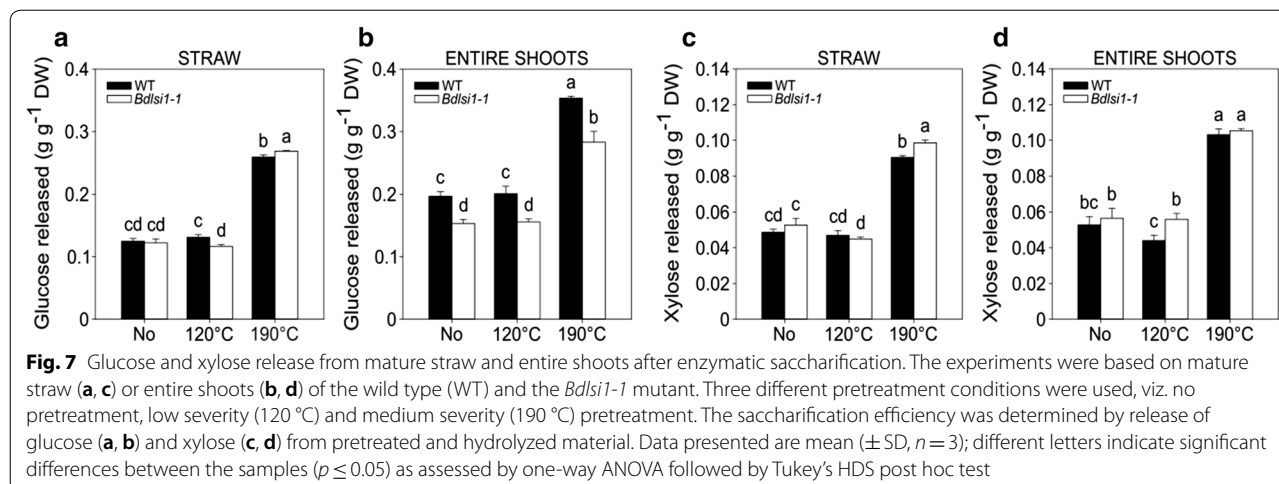 a
STRAW
Glucose released (g g⁻¹ DW)
0.4
0.3
0.2
0.1
0
WT
Bdlsi1-1
cd cd
c
d
b
a
No 120°C 190°C
b
ENTIRE SHOOTS
Glucose released (g g⁻¹ DW)
0.4
0.3
0.2
0.1
0
WT
Bdlsi1-1
c
d
c
d
a
b
No 120°C 190°C
c
STRAW
Xylose released (g g⁻¹ DW)
0.14
0.12
0.10
0.08
0.06
0.04
0.02
0
WT
Bdlsi1-1
cd c
cd d
b
a
No 120°C 190°C
d
ENTIRE SHOOTS
Xylose released (g g⁻¹ DW)
0.14
0.12
0.10
0.08
0.06
0.04
0.02
0
WT
Bdlsi1-1
bc b
c
b
a a
No 120°C 190°C
Fig. 7 Glucose and xylose release from mature straw and entire shoots after enzymatic saccharification. The experiments were based on mature
straw (a, c) or entire shoots (b, d) of the wild type (WT) and the Bdlsi1-1 mutant. Three different pretreatment conditions were used, viz. no
pretreatment, low severity (120 °C) and medium severity (190 °C) pretreatment. The saccharification efficiency was determined by release of
glucose (a, b) and xylose (c, d) from pretreated and hydrolyzed material. Data presented are mean (± SD, n = 3); different letters indicate significant
differences between the samples (p ≤ 0.05) as assessed by one-way ANOVA followed by Tukey's HDS post hoc test